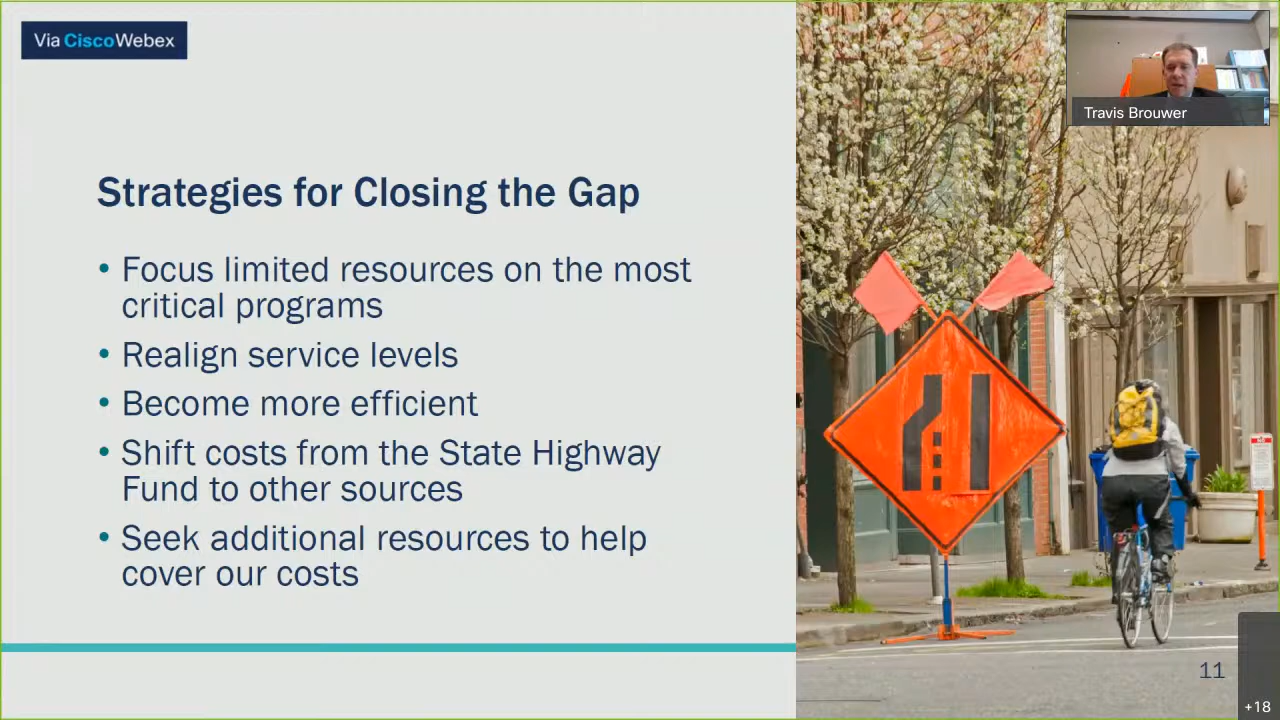 Via CiscoWebex
Travis Brouwer
Strategies for Closing the Gap
• Focus limited resources on the most
critical programs
• Realign service levels
• Become more efficient
• Shift costs from the State Highway
Fund to other sources
• Seek additional resources to help
cover our costs
11
+18